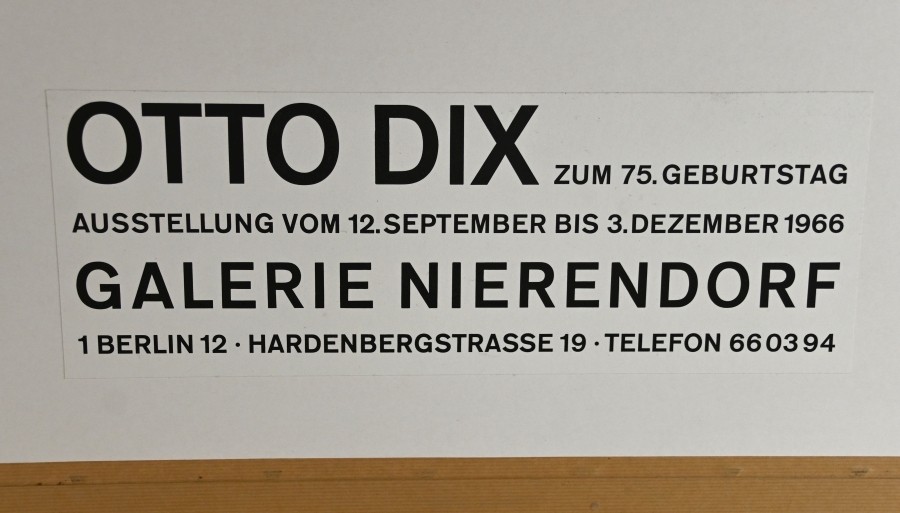 OTTO DIX ZUM 75. GEBURTSTAG
AUSSTELLUNG VOM 12. SEPTEMBER BIS 3. DEZEMBER 1966
GALERIE NIERENDORF
1 BERLIN 12 · HARDENBERGSTRASSE 19 · TELEFON 66 03 94